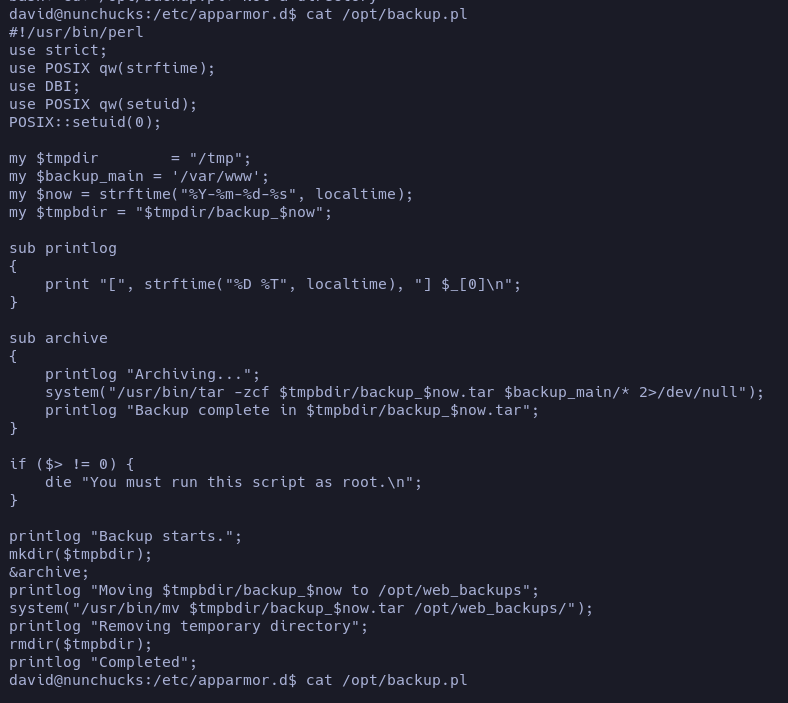 david@nunchucks:/etc/apparmor.d$ cat /opt/backup.pl
#!/usr/bin/perl
use strict;
use POSIX qw(strftime);
use DBI;
use POSIX qw(setuid);
POSIX::setuid(0);

my $tmpdir        = "/tmp";
my $backup_main = '/var/www';
my $now = strftime("%Y-%m-%d-%s", localtime);
my $tmpbdir = "$tmpdir/backup_$now";

sub printlog
{
    print "[", strftime("%D %T", localtime), "] $_[0]\n";
}

sub archive
{
    printlog "Archiving...";
    system("/usr/bin/tar -zcf $tmpbdir/backup_$now.tar $backup_main/* 2>/dev/null");
    printlog "Backup complete in $tmpbdir/backup_$now.tar";
}

if ($> != 0) {
    die "You must run this script as root.\n";
}

printlog "Backup starts.";
mkdir($tmpbdir);
&archive;
printlog "Moving $tmpbdir/backup_$now to /opt/web_backups";
system("/usr/bin/mv $tmpbdir/backup_$now.tar /opt/web_backups/");
printlog "Removing temporary directory";
rmdir($tmpbdir);
printlog "Completed";
david@nunchucks:/etc/apparmor.d$ cat /opt/backup.pl